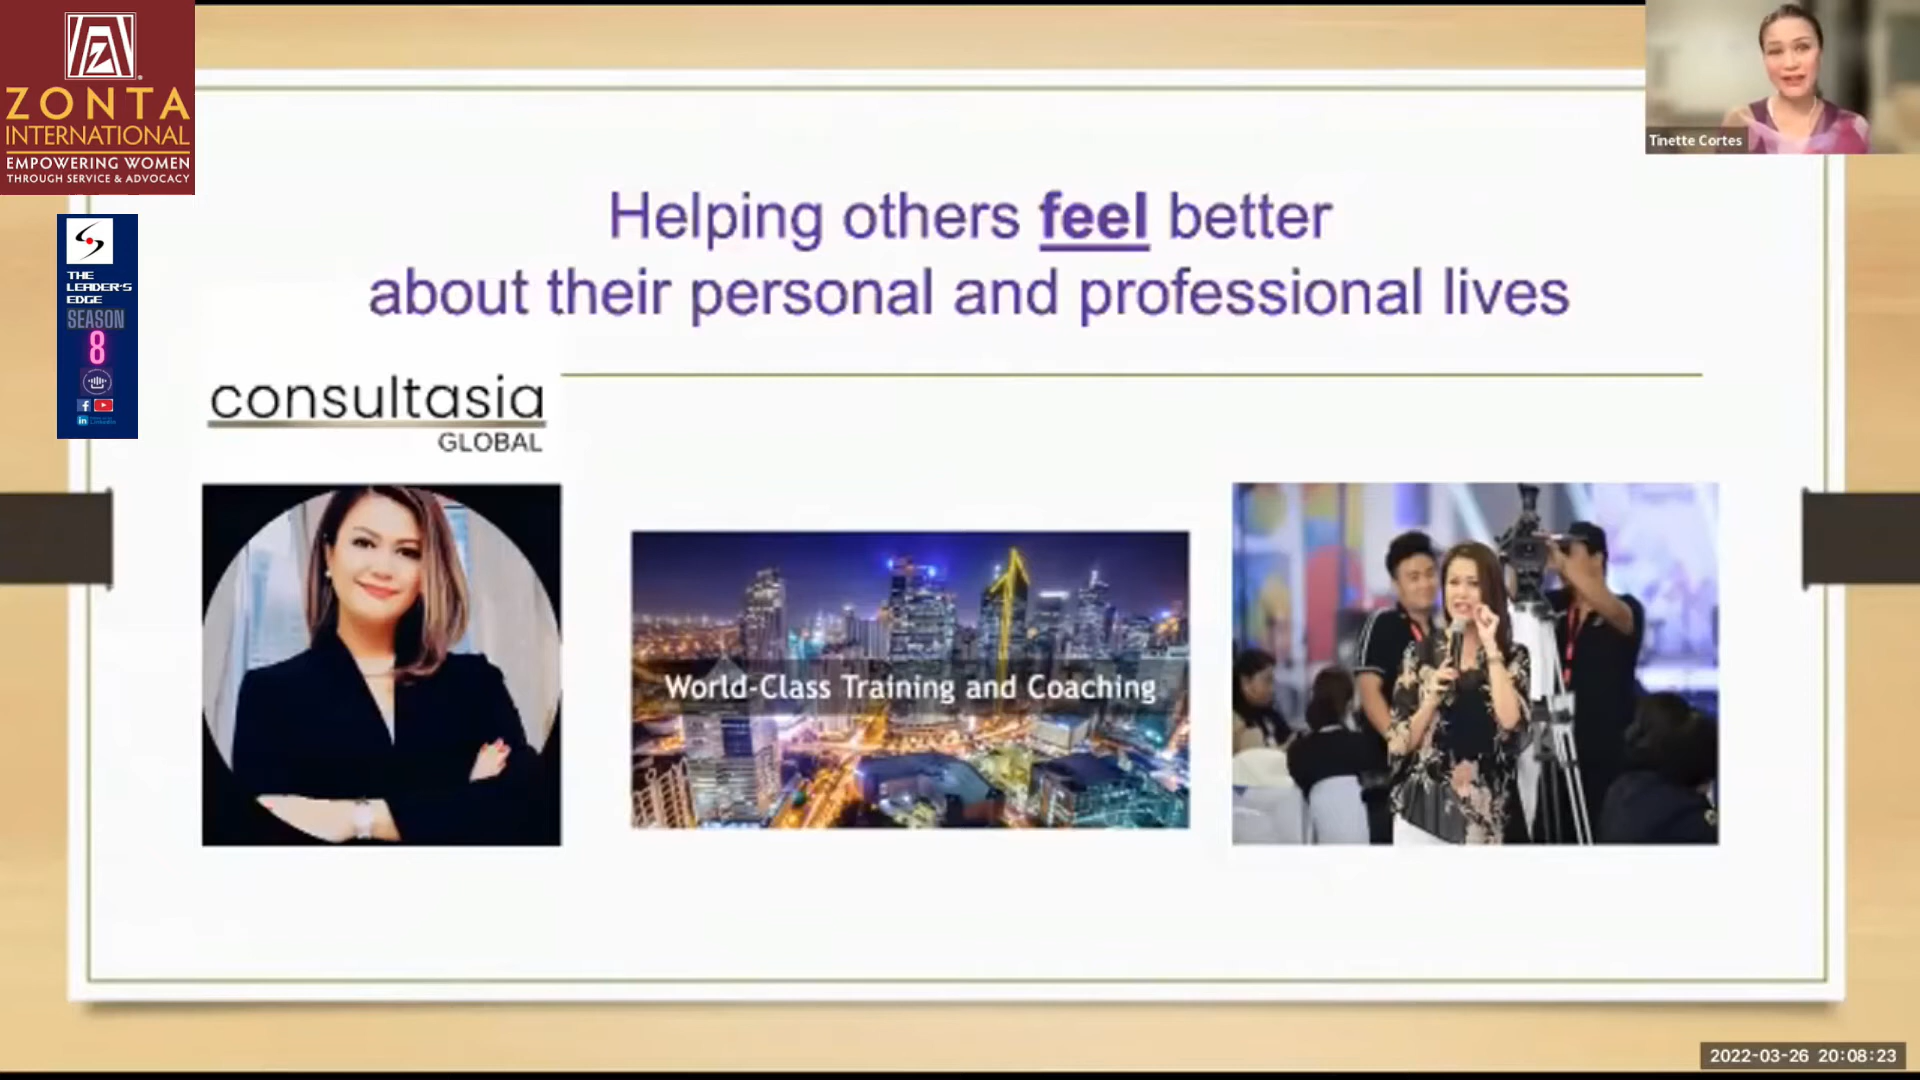 ZONTA
INTERNATIONAL
EMPOWERING WOMEN
THROUGH SERVICE & ADVOCACY
THE
LEADER'S
EDGE
SEASON
8
Tinette Cortes
Helping others feel better
about their personal and professional lives
consultasia
GLOBAL
World-Class Training and Coaching
2022-03-26 20:08:23